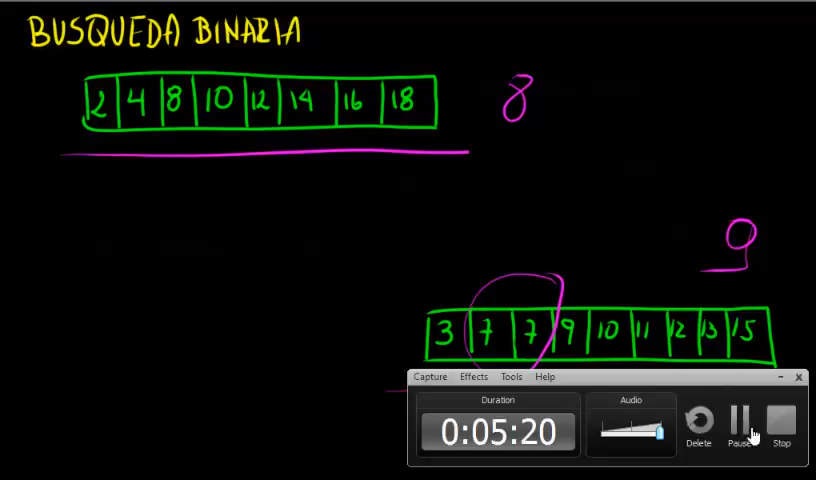 BUSQUEDA BINARIA
2 4 8 10 12 14 16 18 8
9
3 7 7 9 10 11 12 13 15
Capture Effects Tools Help
Duration Audio
0:05:20
Delete Pause Stop